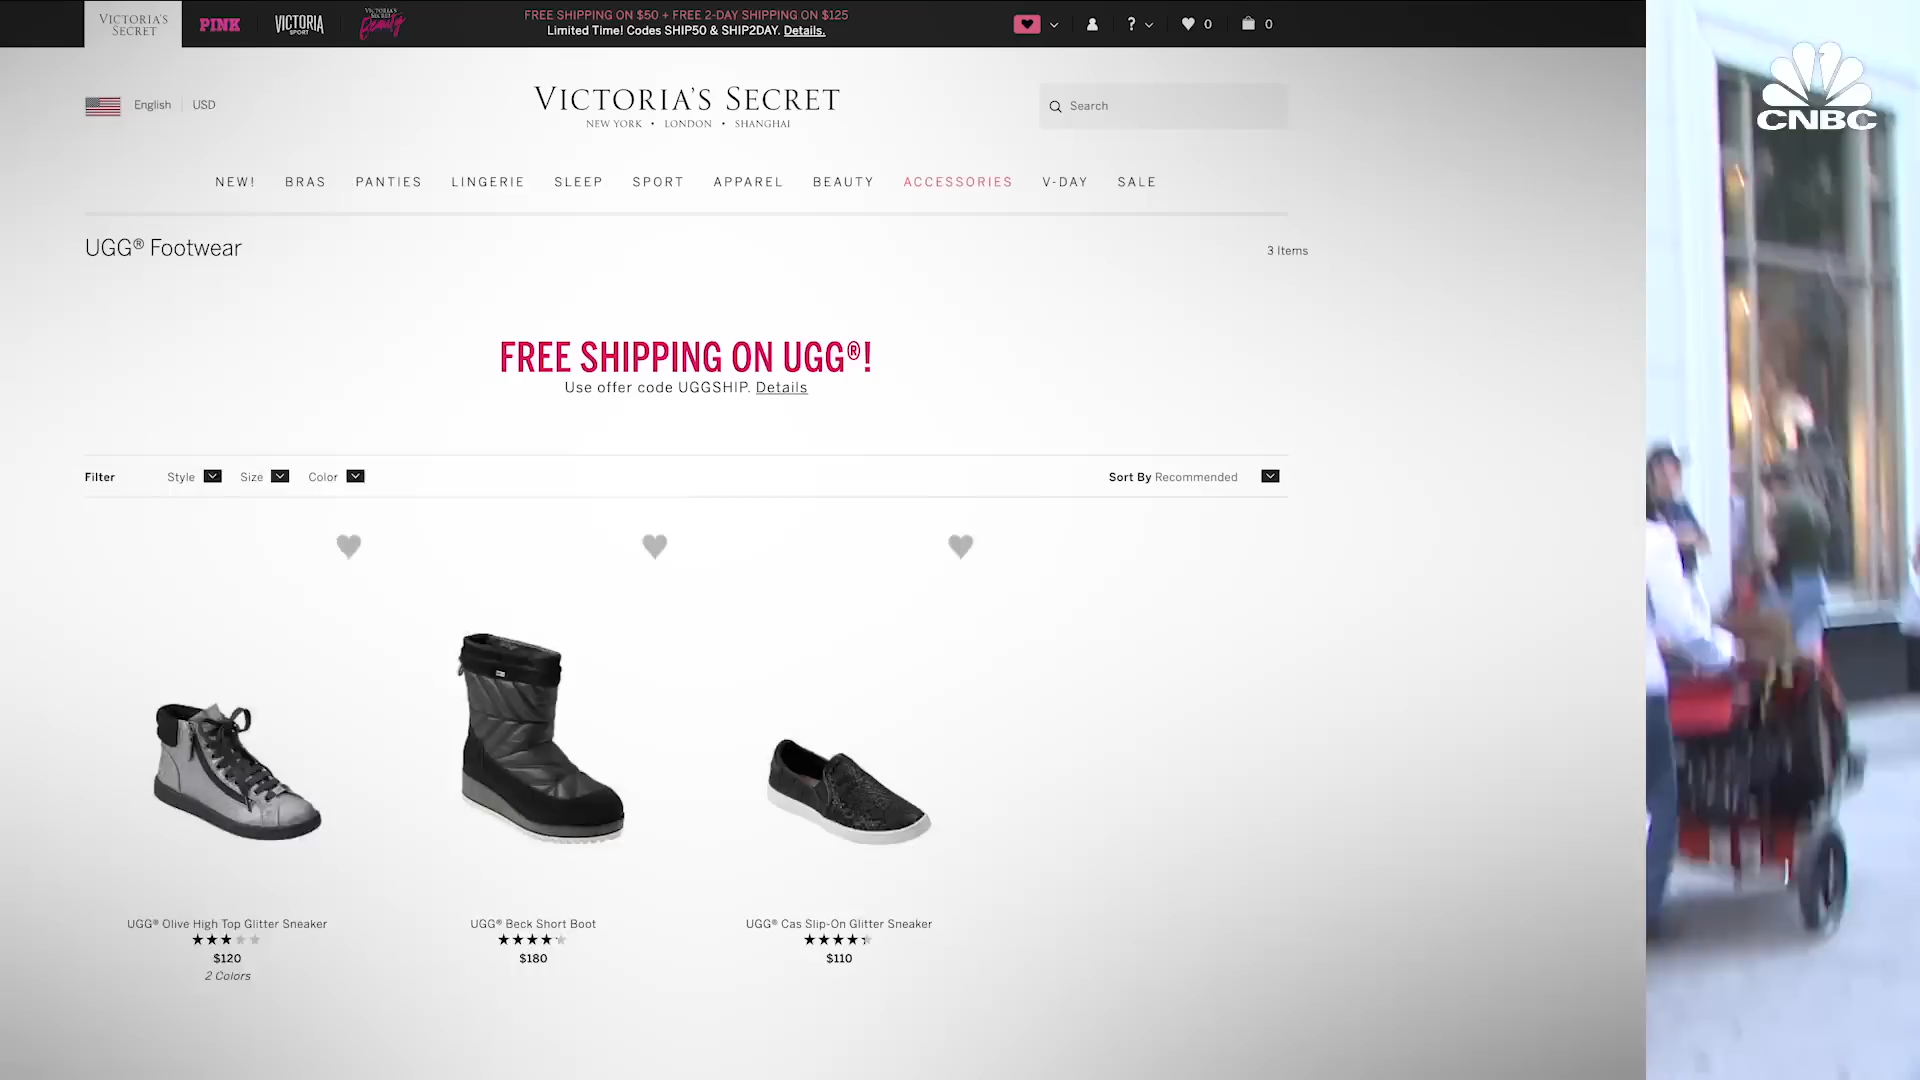 VICTORIA'S
SECRET
PINK
VICTORIA
SPORT
VICTORIA'S
SECRET
Beauty
FREE SHIPPING ON $50 + FREE 2-DAY SHIPPING ON $125
Limited Time! Codes SHIP50 & SHIP2DAY. Details.
?
0
0
CNBC
English
USD
VICTORIA'S SECRET
NEW YORK • LONDON • SHANGHAI
Search
NEW! BRAS PANTIES LINGERIE SLEEP SPORT APPAREL BEAUTY ACCESSORIES V-DAY SALE
UGG® Footwear
3 Items
FREE SHIPPING ON UGG®!
Use offer code UGGSHIP. Details
Filter Style Size Color
Sort By Recommended
UGG® Olive High Top Glitter Sneaker
$120
2 Colors
UGG® Beck Short Boot
$180
UGG® Cas Slip-On Glitter Sneaker
$110